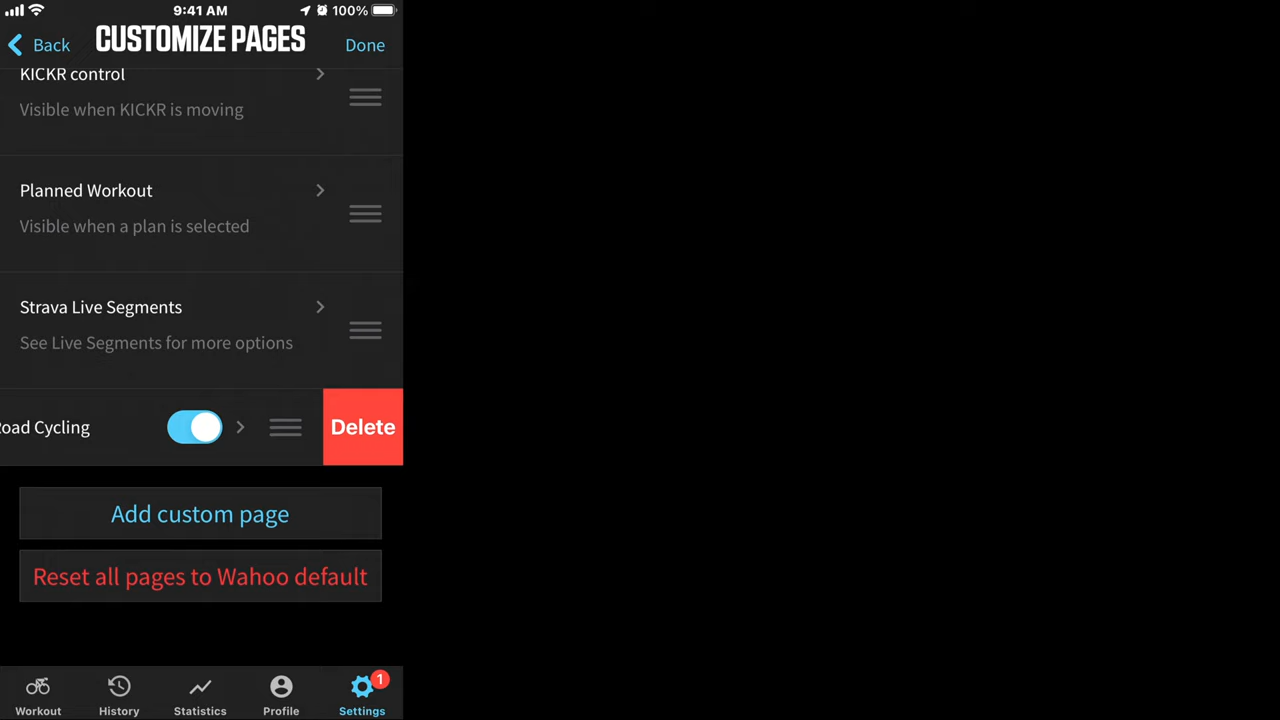 9:41 AM 100%
Back CUSTOMIZE PAGES Done
KICKR control
Visible when KICKR is moving
Planned Workout
Visible when a plan is selected
Strava Live Segments
See Live Segments for more options
oad Cycling Delete
Add custom page
Reset all pages to Wahoo default
1
Workout History Statistics Profile Settings